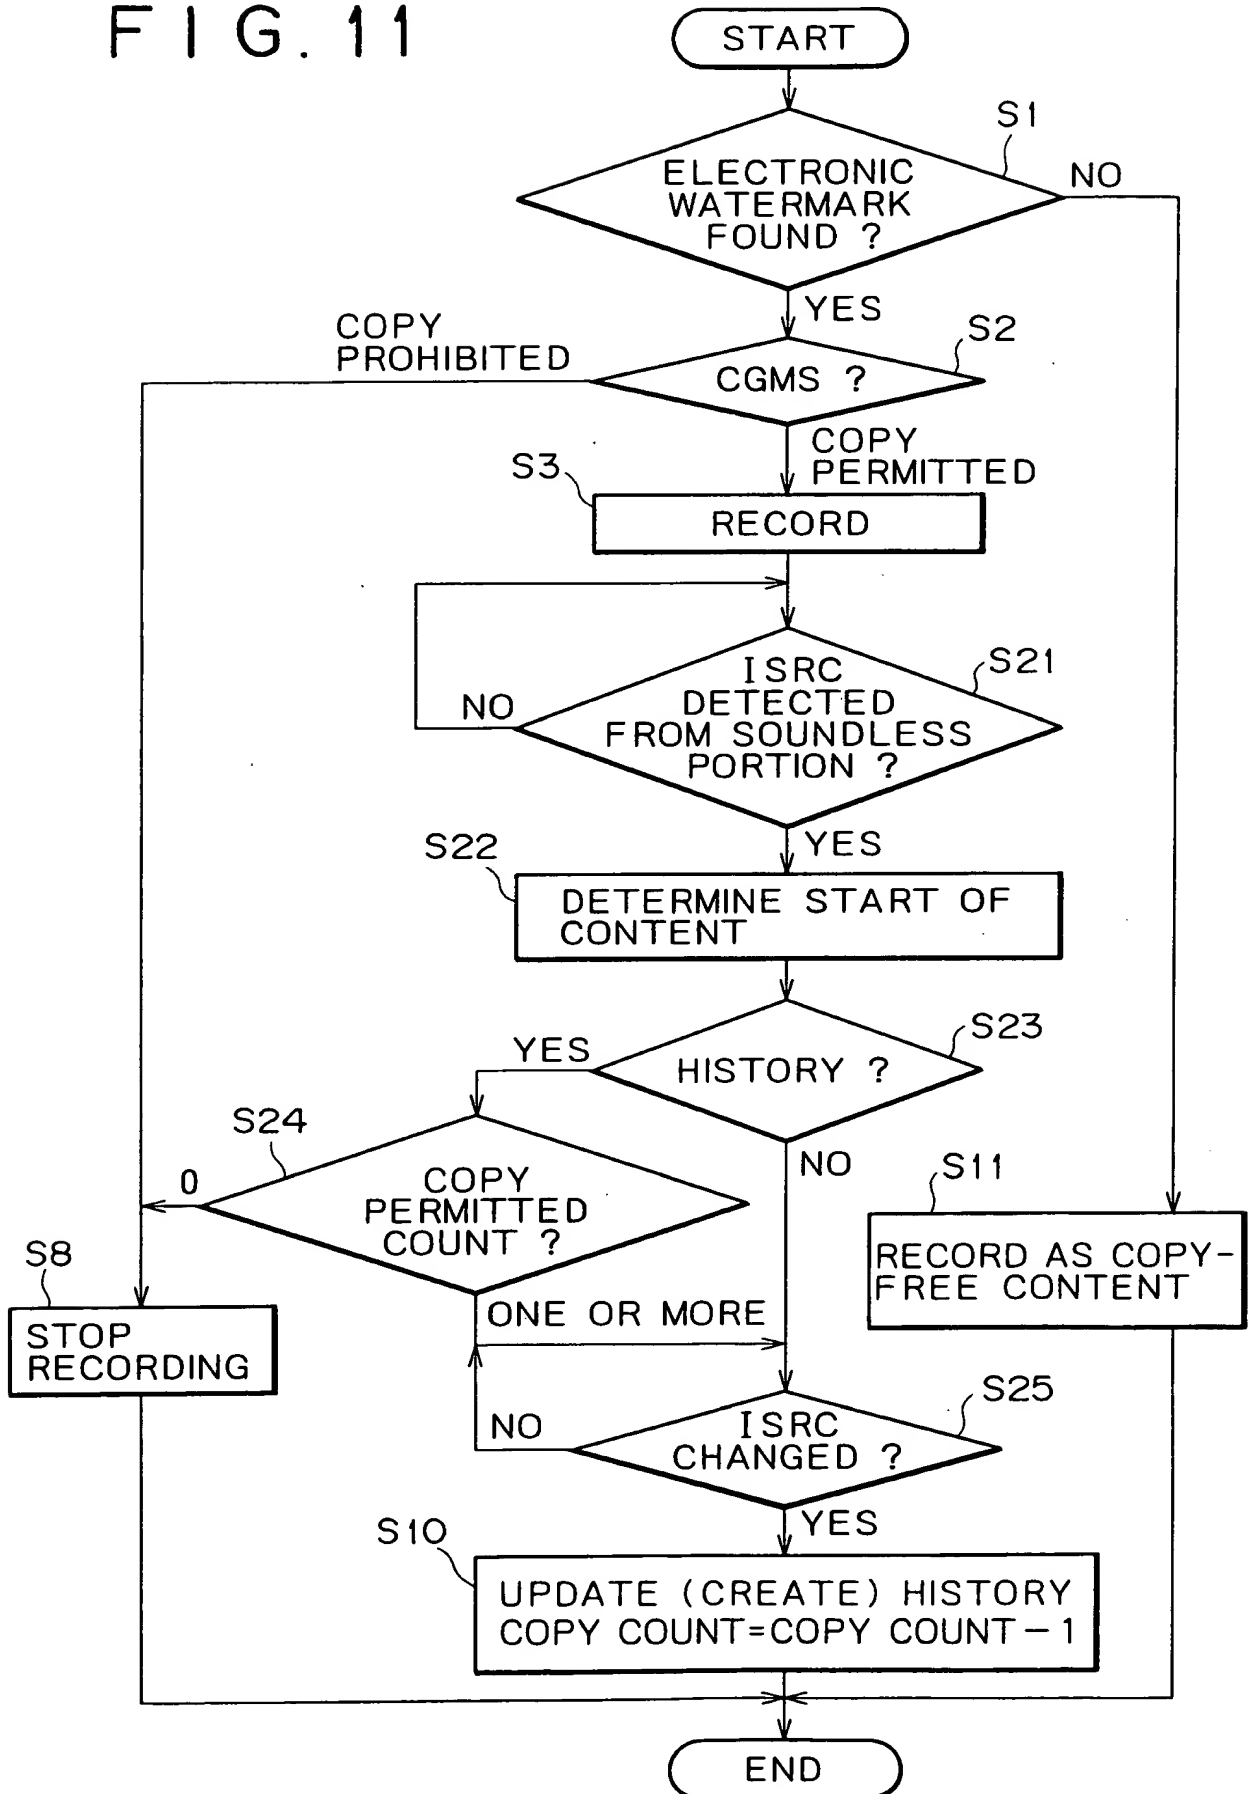 FIG. 11
START
S1
ELECTRONIC
WATERMARK
FOUND ?
NO
YES
S2
COPY
PROHIBITED
CGMS ?
COPY
PERMITTED
S3
RECORD
S21
ISRC
DETECTED
FROM SOUNDLESS
PORTION ?
NO
YES
S22
DETERMINE START OF
CONTENT
S23
YES
HISTORY ?
S24
NO
COPY
PERMITTED
COUNT ?
0
S11
RECORD AS COPY-
FREE CONTENT
S8
STOP
RECORDING
ONE OR MORE
S25
ISRC
CHANGED ?
NO
YES
S10
UPDATE (CREATE) HISTORY
COPY COUNT=COPY COUNT-1
END